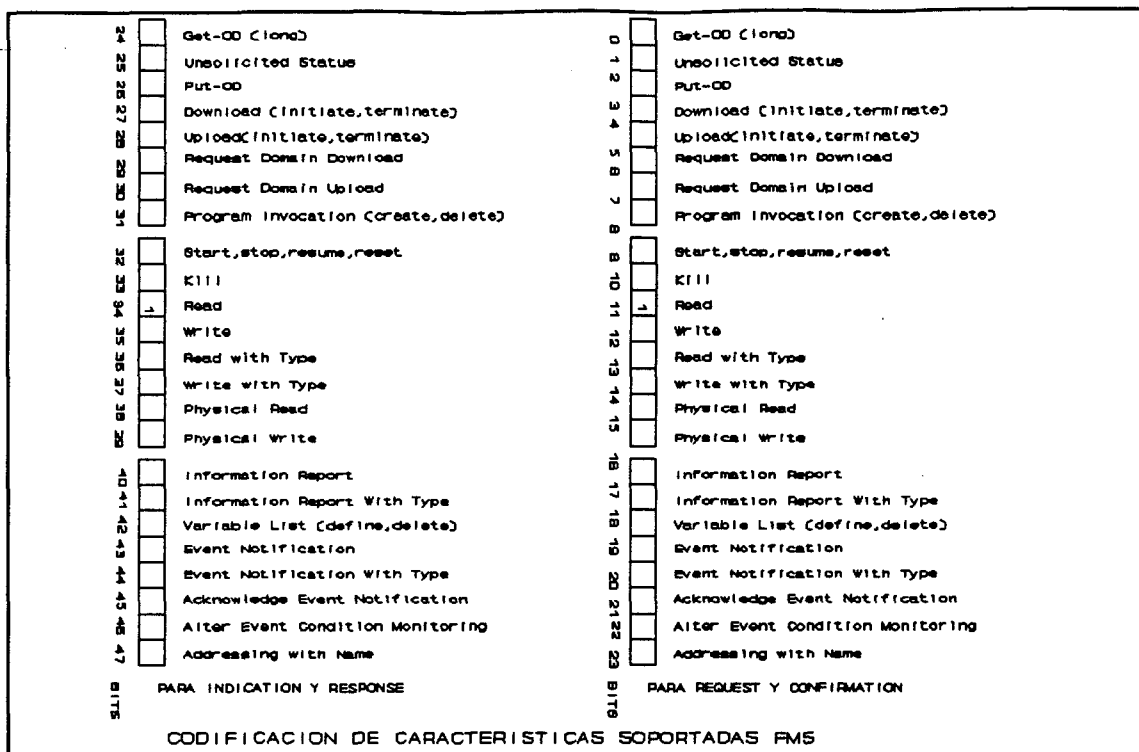 24 Get-OD (long)
25 Unsolicited Status
26 Put-OD
27 Download (initiate,terminate)
28 Upload(initiate,terminate)
29 Request Domain Download
30 Request Domain Upload
31 Program Invocation (create,delete)
32 Start,stop,resume,reset
33 Kill
34 1 Read
35 Write
36 Read with Type
37 Write with Type
38 Physical Read
39 Physical Write
40 Information Report
41 Information Report With Type
42 Variable List (define,delete)
43 Event Notification
44 Event Notification With Type
45 Acknowledge Event Notification
46 Alter Event Condition Monitoring
47 Addressing with Name
BITS PARA INDICATION Y RESPONSE
0 Get-OD (long)
1 Unsolicited Status
2 Put-OD
3 Download (initiate,terminate)
4 Upload(initiate,terminate)
5 Request Domain Download
6 Request Domain Upload
7 Program Invocation (create,delete)
8
9 Start,stop,resume,reset
10 Kill
11 1 Read
12 Write
13 Read with Type
14 Write with Type
15 Physical Read
Physical Write
16 Information Report
17 Information Report With Type
18 Variable List (define,delete)
19 Event Notification
20 Event Notification With Type
21 Acknowledge Event Notification
22 Alter Event Condition Monitoring
23 Addressing with Name
BITS PARA REQUEST Y CONFIRMATION
CODIFICACION DE CARACTERISTICAS SOPORTADAS FMS